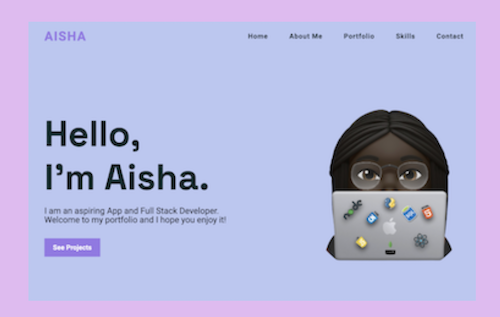 AISHA
Home About Me Portfolio Skills Contact
Hello,
I'm Aisha.
I am an aspiring App and Full Stack Developer.
Welcome to my portfolio and I hope you enjoy it!
See Projects